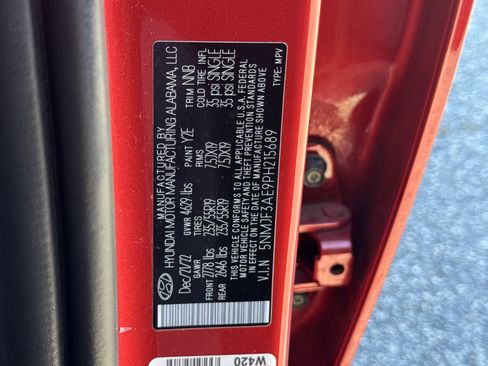 MANUFACTURED BY
HYUNDAI MOTOR MANUFACTURING ALABAMA, LLC
Dec/21/22 GVWR 4629 lbs PAINT Y2E TRIM NNB
GAWR TIRES RIMS COLD TIRE INFL
FRONT 2778 lbs 235/55R19 7.5JX19 35 psi SINGLE
REAR 2646 lbs 235/55R19 7.5JX19 35 psi SINGLE
THIS VEHICLE CONFORMS TO ALL APPLICABLE U.S.A. FEDERAL
MOTOR VEHICLE SAFETY AND THEFT PREVENTION STANDARDS
IN EFFECT ON THE DATE OF MANUFACTURE SHOWN ABOVE
V.I.N 5NMJF3AE9PH215689 TYPE: MPV
W420